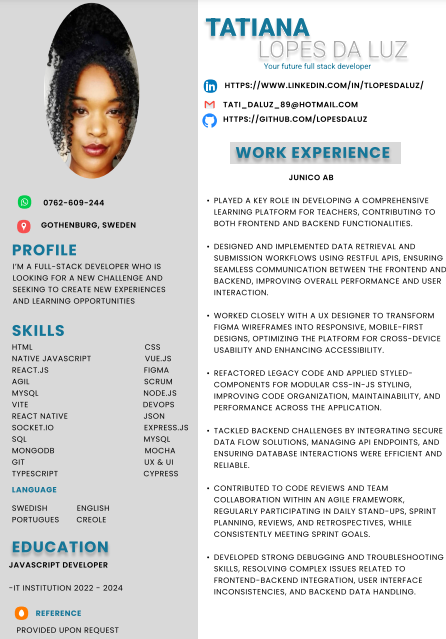 TATIANA
LOPES DA LUZ
Your future full stack developer
HTTPS://WWW.LINKEDIN.COM/IN/TLOPESDALUZ/
TATI_DALUZ_89@HOTMAIL.COM
HTTPS://GITHUB.COM/LOPESDALUZ
0762-609-244
GOTHENBURG, SWEDEN
PROFILE
I'M A FULL-STACK DEVELOPER WHO IS
LOOKING FOR A NEW CHALLENGE AND
SEEKING TO CREATE NEW EXPERIENCES
AND LEARNING OPPORTUNITIES
SKILLS
HTML CSS
NATIVE JAVASCRIPT VUE.JS
REACT.JS FIGMA
AGIL SCRUM
MYSQL NODE.JS
VITE DEVOPS
REACT NATIVE JSON
SOCKET.IO EXPRESS.JS
SQL MYSQL
MONGODB MOCHA
GIT UX & UI
TYPESCRIPT CYPRESS
LANGUAGE
SWEDISH ENGLISH
PORTUGUES CREOLE
EDUCATION
JAVASCRIPT DEVELOPER
-IT INSTITUTION 2022 - 2024
REFERENCE
PROVIDED UPON REQUEST
WORK EXPERIENCE
JUNICO AB
• PLAYED A KEY ROLE IN DEVELOPING A COMPREHENSIVE
LEARNING PLATFORM FOR TEACHERS, CONTRIBUTING TO
BOTH FRONTEND AND BACKEND FUNCTIONALITIES.
• DESIGNED AND IMPLEMENTED DATA RETRIEVAL AND
SUBMISSION WORKFLOWS USING RESTFUL APIS, ENSURING
SEAMLESS COMMUNICATION BETWEEN THE FRONTEND AND
BACKEND, IMPROVING OVERALL PERFORMANCE AND USER
INTERACTION.
• WORKED CLOSELY WITH A UX DESIGNER TO TRANSFORM
FIGMA WIREFRAMES INTO RESPONSIVE, MOBILE-FIRST
DESIGNS, OPTIMIZING THE PLATFORM FOR CROSS-DEVICE
USABILITY AND ENHANCING ACCESSIBILITY.
• REFACTORED LEGACY CODE AND APPLIED STYLED-
COMPONENTS FOR MODULAR CSS-IN-JS STYLING,
IMPROVING CODE ORGANIZATION, MAINTAINABILITY, AND
PERFORMANCE ACROSS THE APPLICATION.
• TACKLED BACKEND CHALLENGES BY INTEGRATING SECURE
DATA FLOW SOLUTIONS, MANAGING API ENDPOINTS, AND
ENSURING DATABASE INTERACTIONS WERE EFFICIENT AND
RELIABLE.
• CONTRIBUTED TO CODE REVIEWS AND TEAM
COLLABORATION WITHIN AN AGILE FRAMEWORK,
REGULARLY PARTICIPATING IN DAILY STAND-UPS, SPRINT
PLANNING, REVIEWS, AND RETROSPECTIVES, WHILE
CONSISTENTLY MEETING SPRINT GOALS.
• DEVELOPED STRONG DEBUGGING AND TROUBLESHOOTING
SKILLS, RESOLVING COMPLEX ISSUES RELATED TO
FRONTEND-BACKEND INTEGRATION, USER INTERFACE
INCONSISTENCIES, AND BACKEND DATA HANDLING.